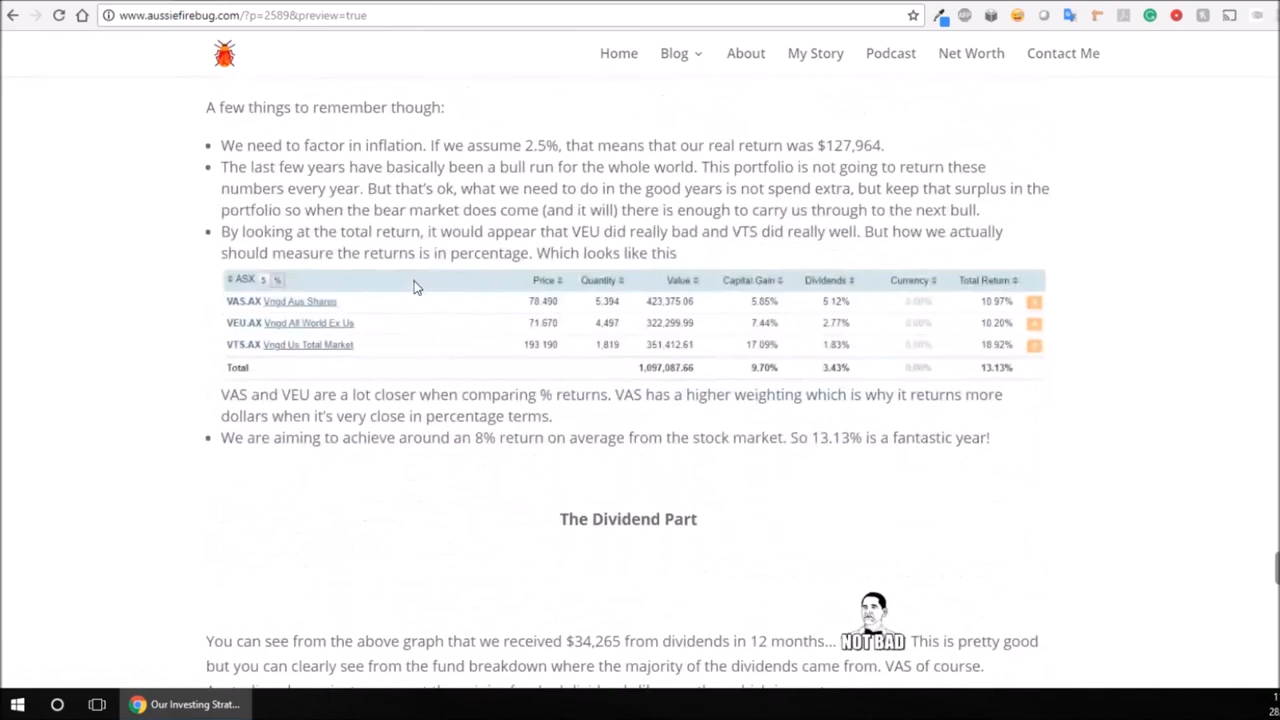 www.aussiefirebug.com/?p=2589&preview=true
Home Blog About My Story Podcast Net Worth Contact Me
A few things to remember though:
We need to factor in inflation. If we assume 2.5%, that means that our real return was $127,964.
The last few years have basically been a bull run for the whole world. This portfolio is not going to return these
numbers every year. But that's ok, what we need to do in the good years is not spend extra, but keep that surplus in the
portfolio so when the bear market does come (and it will) there is enough to carry us through to the next bull.
By looking at the total return, it would appear that VEU did really bad and VTS did really well. But how we actually
should measure the returns is in percentage. Which looks like this
ASX $ % Price Quantity Value Capital Gain Dividends Currency Total Return
VAS.AX Vngd Aus Shares 78.490 5,394 423,375.06 5.85% 5.12% 0.00% 10.97%
VEU.AX Vngd All World Ex Us 71.670 4,497 322,299.99 7.44% 2.77% 0.00% 10.20%
VTS.AX Vngd Us Total Market 193.190 1,819 351,412.61 17.09% 1.83% 0.00% 18.92%
Total 1,097,087.66 9.70% 3.43% 0.00% 13.13%
VAS and VEU are a lot closer when comparing % returns. VAS has a higher weighting which is why it returns more
dollars when it's very close in percentage terms.
We are aiming to achieve around an 8% return on average from the stock market. So 13.13% is a fantastic year!
The Dividend Part
NOT BAD
You can see from the above graph that we received $34,265 from dividends in 12 months... This is pretty good
but you can clearly see from the fund breakdown where the majority of the dividends came from. VAS of course.
Our Investing Strat...